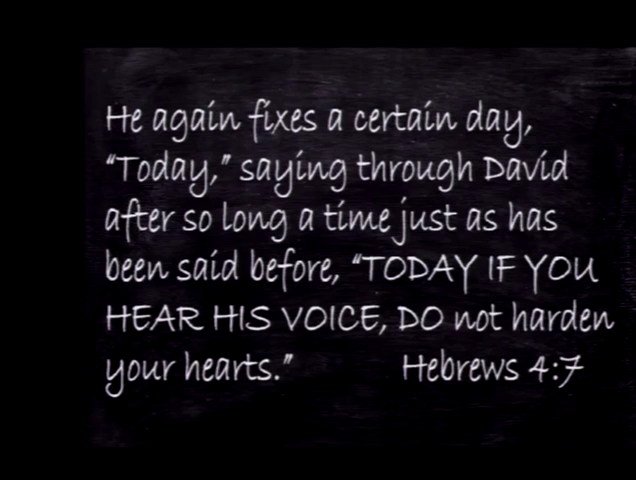 He again fixes a certain day,
“Today,” saying through David
after so long a time just as has
been said before, “TODAY IF YOU
HEAR HIS VOICE, DO not harden
your hearts.” Hebrews 4:7